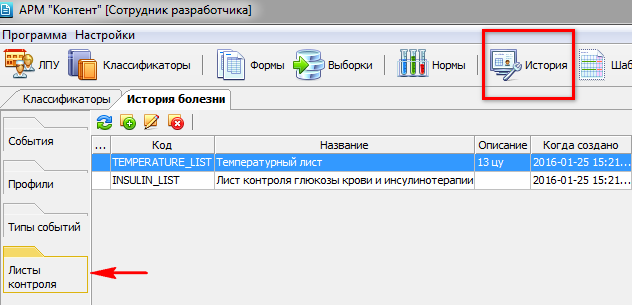 АРМ "Контент" [Сотрудник разработчика]
Программа Настройки
ЛПУ Классификаторы Формы Выборки Нормы История Шаб
Классификаторы История болезни
События
Профили
Типы событий
Листы
контроля
... Код Название Описание Когда создано
TEMPERATURE_LIST Температурный лист 13 цу 2016-01-25 15:21...
INSULIN_LIST Лист контроля глюкозы крови и инсулинотерапии 2016-01-25 15:21...